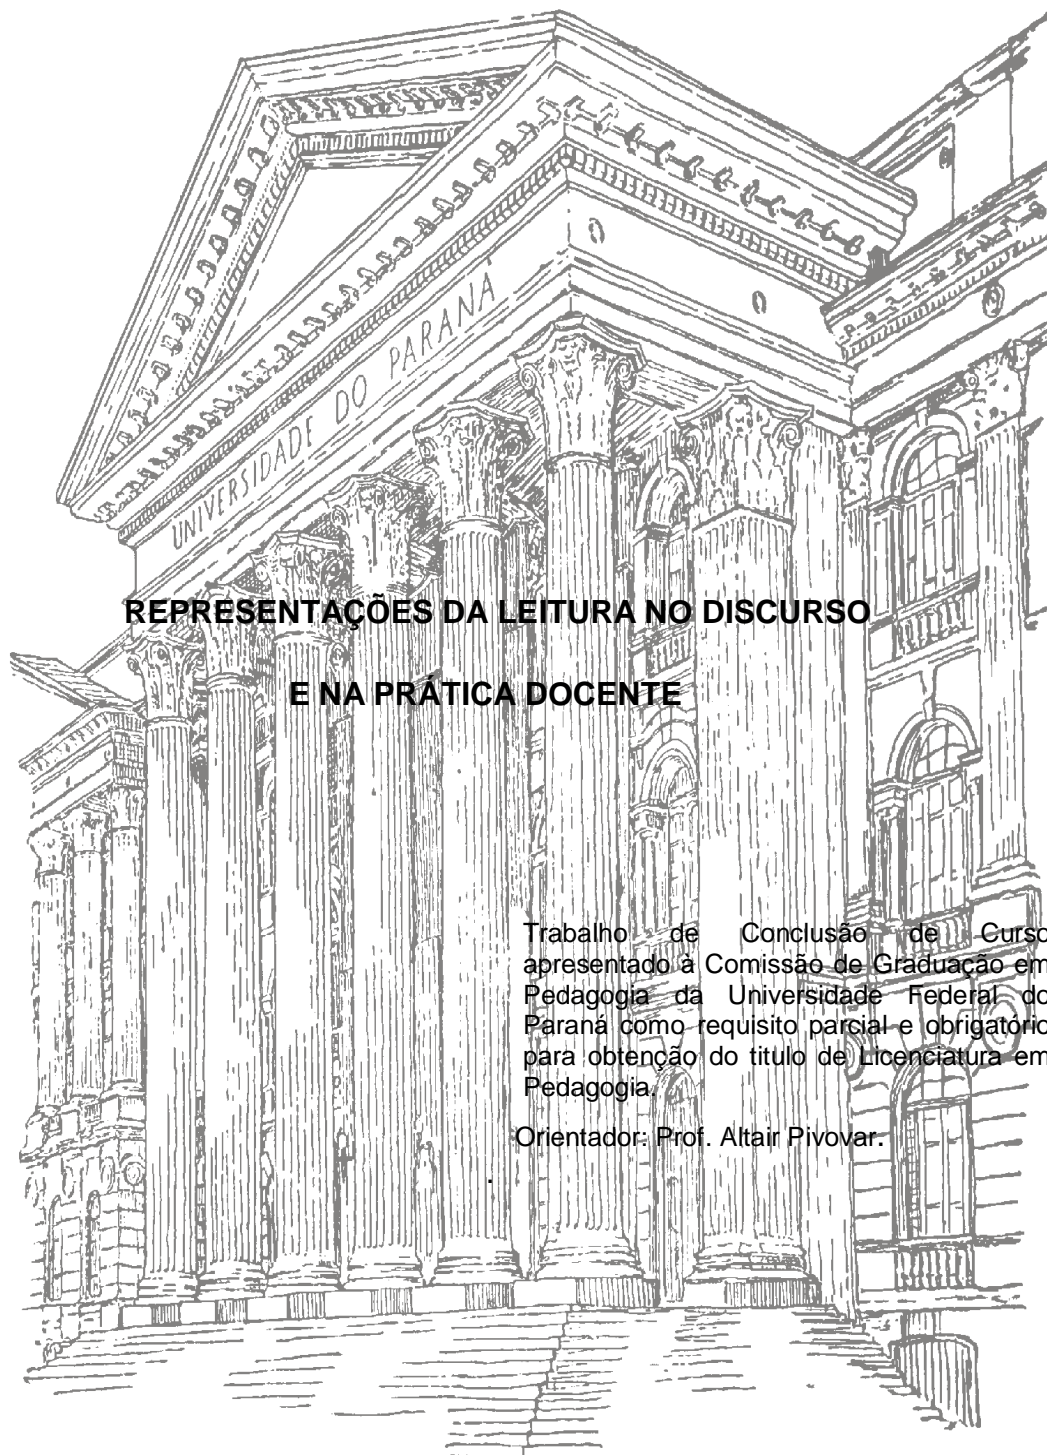 UNIVERSIDADE DO PARANÁ
REPRESENTAÇÕES DA LEITURA NO DISCURSO
E NA PRÁTICA DOCENTE
Trabalho de Conclusão de Curso
apresentado à Comissão de Graduação em
Pedagogia da Universidade Federal do
Paraná como requisito parcial e obrigatório
para obtenção do titulo de Licenciatura em
Pedagogia.
Orientador: Prof. Altair Pivovar.
.